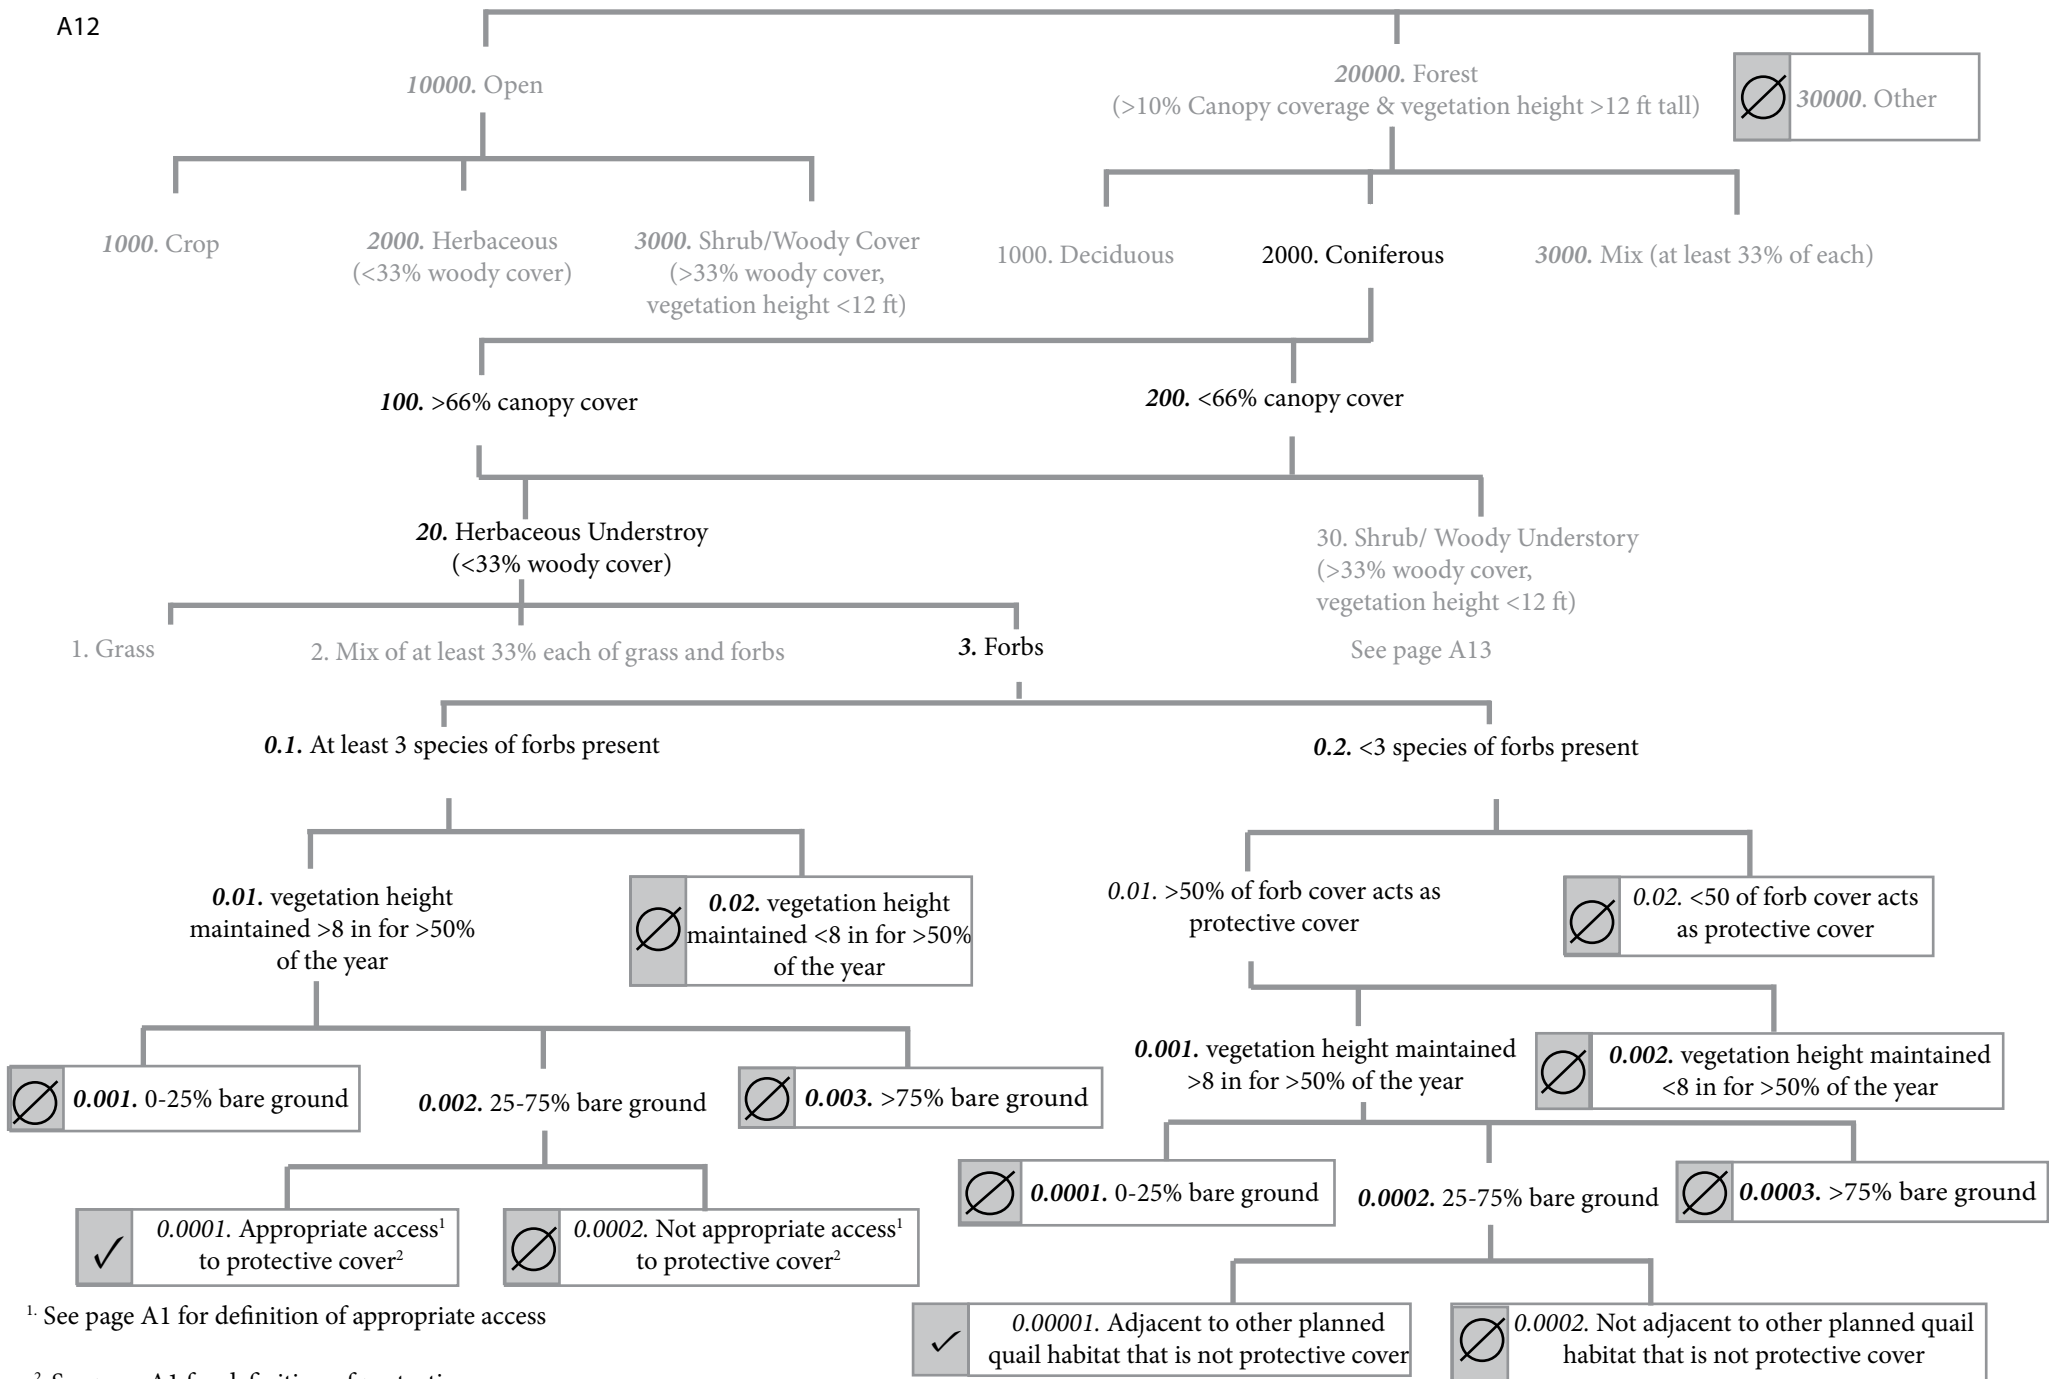 A12
10000. Open
20000. Forest
(>10% Canopy coverage & vegetation height >12 ft tall)
30000. Other
1000. Crop
2000. Herbaceous
(<33% woody cover)
3000. Shrub/Woody Cover
(>33% woody cover,
vegetation height <12 ft)
1000. Deciduous
2000. Coniferous
3000. Mix (at least 33% of each)
100. >66% canopy cover
200. <66% canopy cover
20. Herbaceous Understroy
(<33% woody cover)
30. Shrub/ Woody Understory
(>33% woody cover,
vegetation height <12 ft)
See page A13
1. Grass
2. Mix of at least 33% each of grass and forbs
3. Forbs
0.1. At least 3 species of forbs present
0.2. <3 species of forbs present
0.01. vegetation height
maintained >8 in for >50%
of the year
0.02. vegetation height
maintained <8 in for >50%
of the year
0.01. >50% of forb cover acts as
protective cover
0.02. <50 of forb cover acts
as protective cover
0.001. 0-25% bare ground
0.002. 25-75% bare ground
0.003. >75% bare ground
0.001. vegetation height maintained
>8 in for >50% of the year
0.002. vegetation height maintained
<8 in for >50% of the year
0.0001. Appropriate access1
to protective cover2
0.0002. Not appropriate access1
to protective cover2
0.0001. 0-25% bare ground
0.0002. 25-75% bare ground
0.0003. >75% bare ground
0.00001. Adjacent to other planned
quail habitat that is not protective cover
0.0002. Not adjacent to other planned quail
habitat that is not protective cover
1. See page A1 for definition of appropriate access